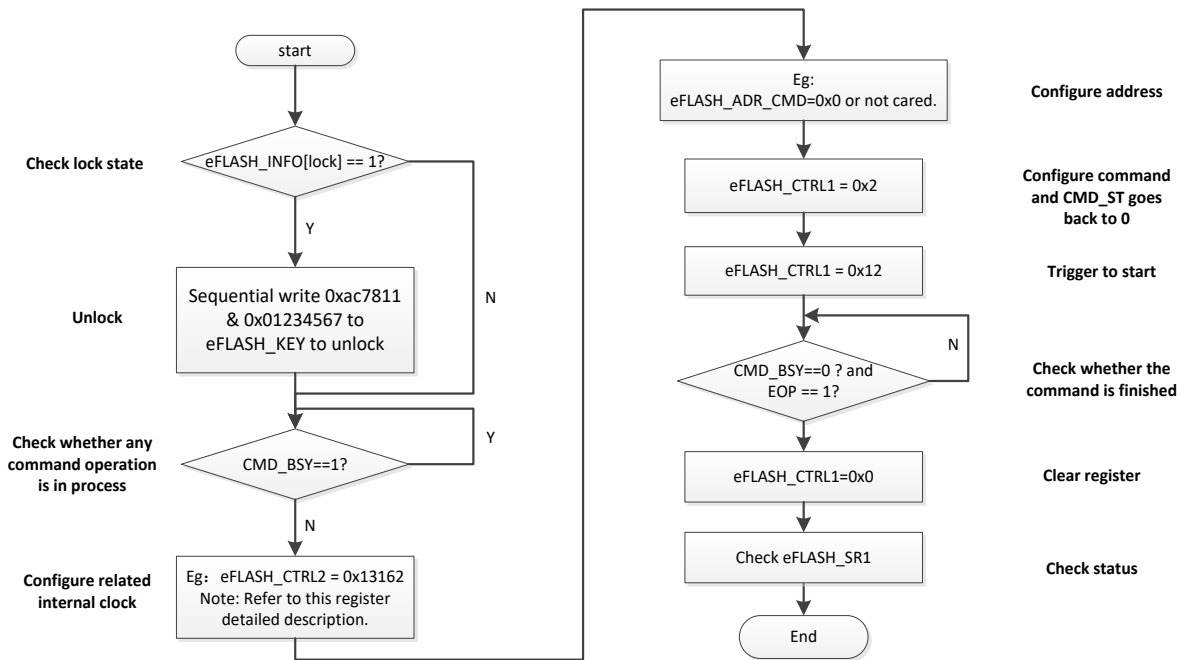 start
Check lock state
eFLASH_INFO[lock] == 1?
Y
N
Unlock
Sequential write 0xac7811
& 0x01234567 to
eFLASH_KEY to unlock
Check whether any
command operation
is in process
CMD_BSY==1?
Y
N
Configure related
internal clock
Eg: eFLASH_CTRL2 = 0x13162
Note: Refer to this register
detailed description.
Eg:
eFLASH_ADR_CMD=0x0 or not cared.
Configure address
eFLASH_CTRL1 = 0x2
Configure command
and CMD_ST goes
back to 0
eFLASH_CTRL1 = 0x12
Trigger to start
CMD_BSY==0 ? and
EOP == 1?
N
Check whether the
command is finished
eFLASH_CTRL1=0x0
Clear register
Check eFLASH_SR1
Check status
End